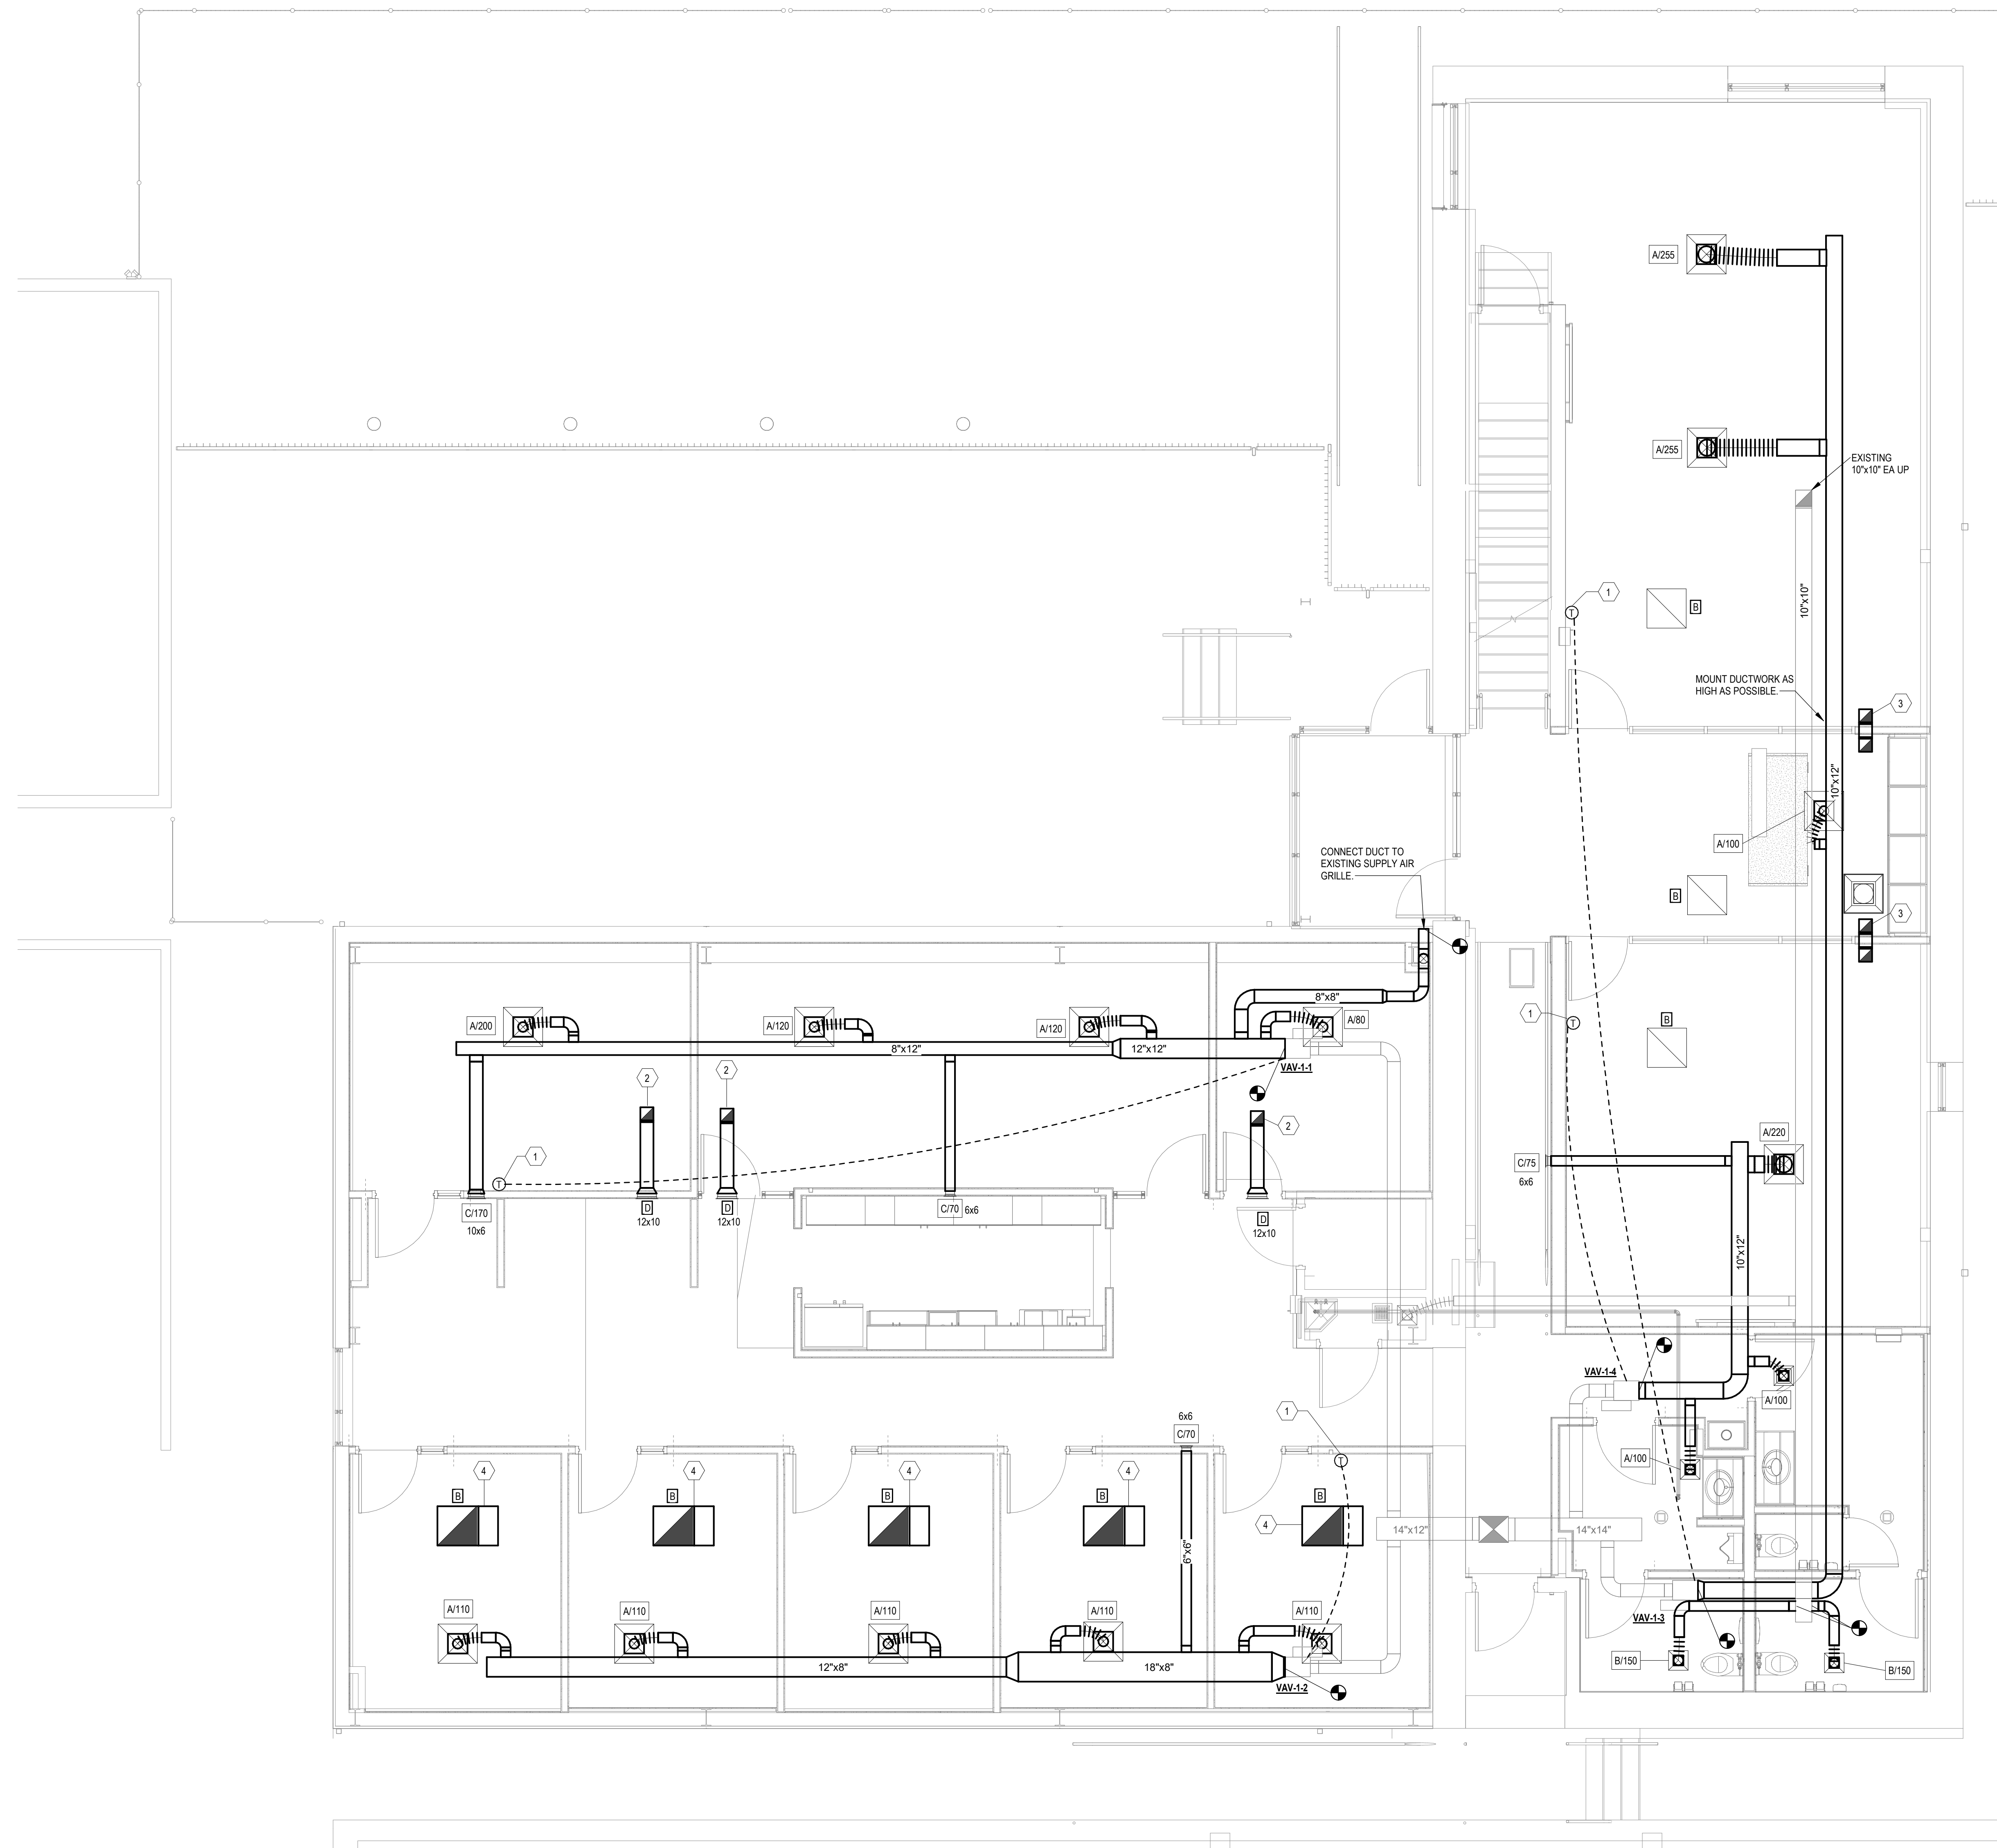 A/255
A/255
EXISTING
10"x10" EA UP
10"x10"
1
T
B
MOUNT DUCTWORK AS
HIGH AS POSSIBLE.
3
10"x12"
A/100
CONNECT DUCT TO
EXISTING SUPPLY AIR
GRILLE.
B
3
8"x8"
A/200
A/120
A/120
A/80
1
T
B
8"x12"
12"x12"
VAV-1-1
2
2
2
1
T
A/220
C/75
6x6
C/170
10x6
D
12x10
D
12x10
C/70 6x6
D
12x10
10"x12"
VAV-1-4
A/100
6x6
C/70
1
T
A/100
4
4
4
4
B
B
B
B
B
4
14"x12"
14"x14"
6"x6"
A/110
A/110
A/110
A/110
A/110
VAV-1-3
B/150
B/150
12"x8"
18"x8"
VAV-1-2